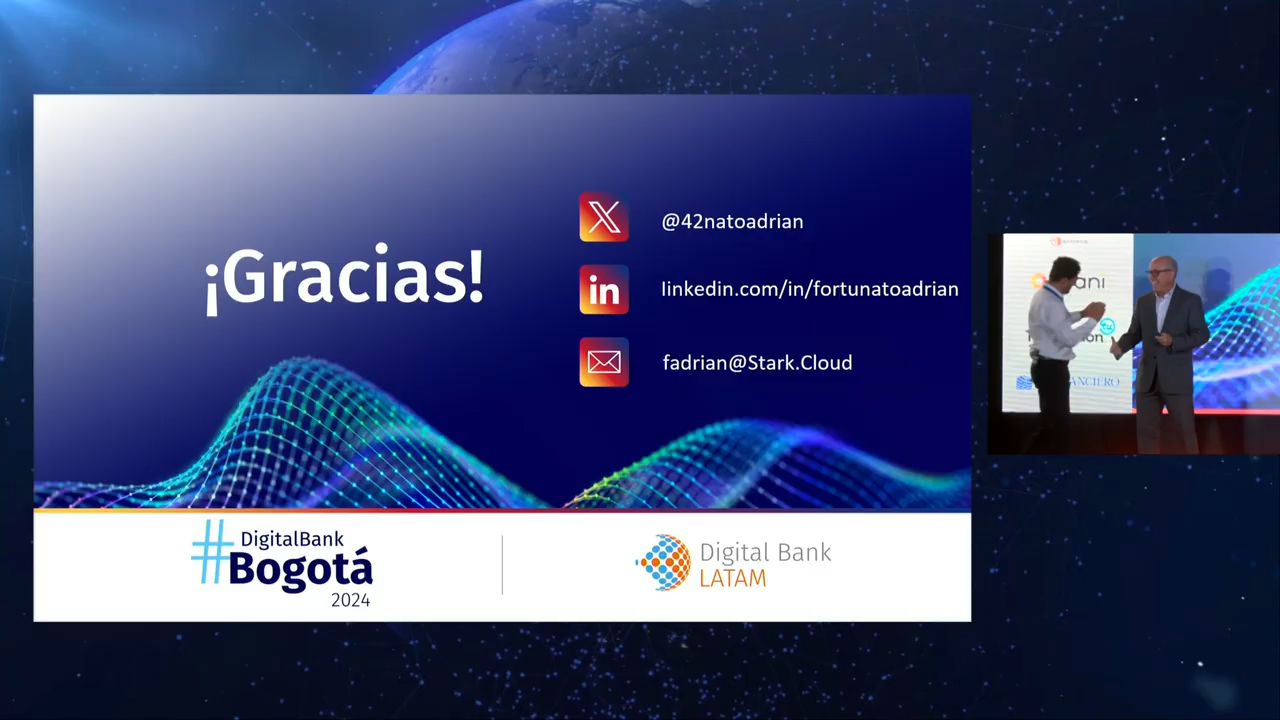 ¡Gracias!
@42natoadrian
linkedin.com/in/fortunatoadrian
fadrian@Stark.Cloud
#DigitalBank
Bogotá
2024
Digital Bank
LATAM